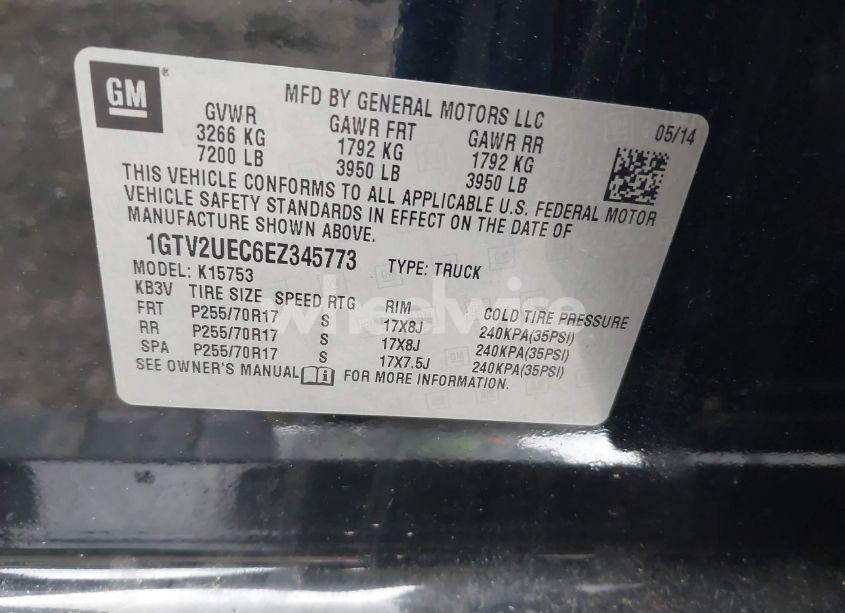 GM ®
MFD BY GENERAL MOTORS LLC
GVWR GAWR FRT GAWR RR 05/14
3266 KG 1792 KG 1792 KG
7200 LB 3950 LB 3950 LB
THIS VEHICLE CONFORMS TO ALL APPLICABLE U.S. FEDERAL MOTOR
VEHICLE SAFETY STANDARDS IN EFFECT ON THE DATE OF
MANUFACTURE SHOWN ABOVE.
1GTV2UEC6EZ345773 TYPE: TRUCK
MODEL: K15753
KB3V TIRE SIZE SPEED RTG RIM COLD TIRE PRESSURE
FRT P255/70R17 S 17X8J 240KPA(35PSI)
RR P255/70R17 S 17X8J 240KPA(35PSI)
SPA P255/70R17 S 17X7.5J 240KPA(35PSI)
SEE OWNER'S MANUAL FOR MORE INFORMATION.
wheelwise